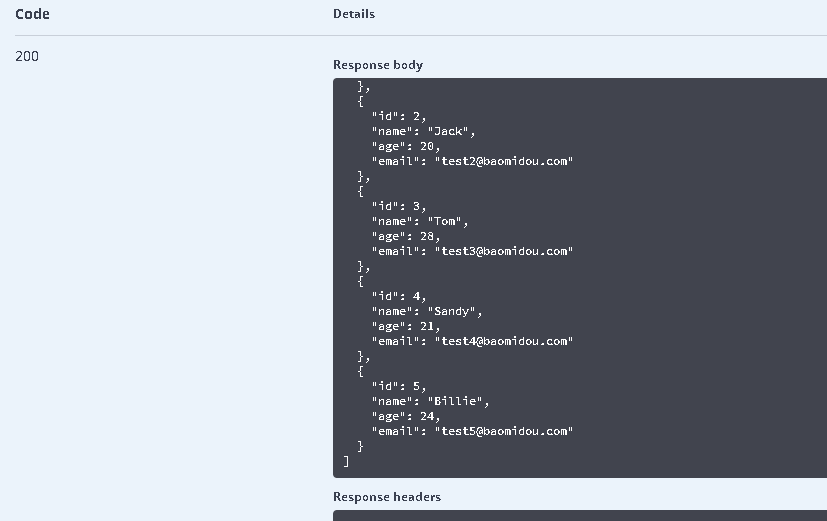 Code Details
200
Response body
  },
  {
    "id": 2,
    "name": "Jack",
    "age": 20,
    "email": "test2@baomidou.com"
  },
  {
    "id": 3,
    "name": "Tom",
    "age": 28,
    "email": "test3@baomidou.com"
  },
  {
    "id": 4,
    "name": "Sandy",
    "age": 21,
    "email": "test4@baomidou.com"
  },
  {
    "id": 5,
    "name": "Billie",
    "age": 24,
    "email": "test5@baomidou.com"
  }
]
Response headers